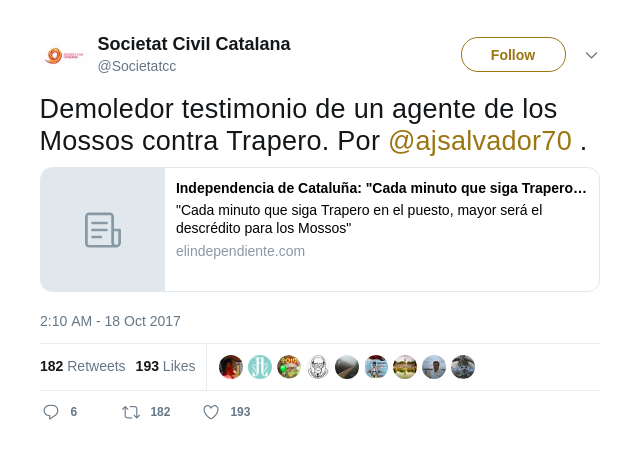 Societat Civil Catalana
@Societatcc
Follow
Demoledor testimonio de un agente de los
Mossos contra Trapero. Por @ajsalvador70 .
Independencia de Cataluña: "Cada minuto que siga Trapero…
"Cada minuto que siga Trapero en el puesto, mayor será el
descrédito para los Mossos"
elindependiente.com
2:10 AM - 18 Oct 2017
182 Retweets 193 Likes
6 182 193